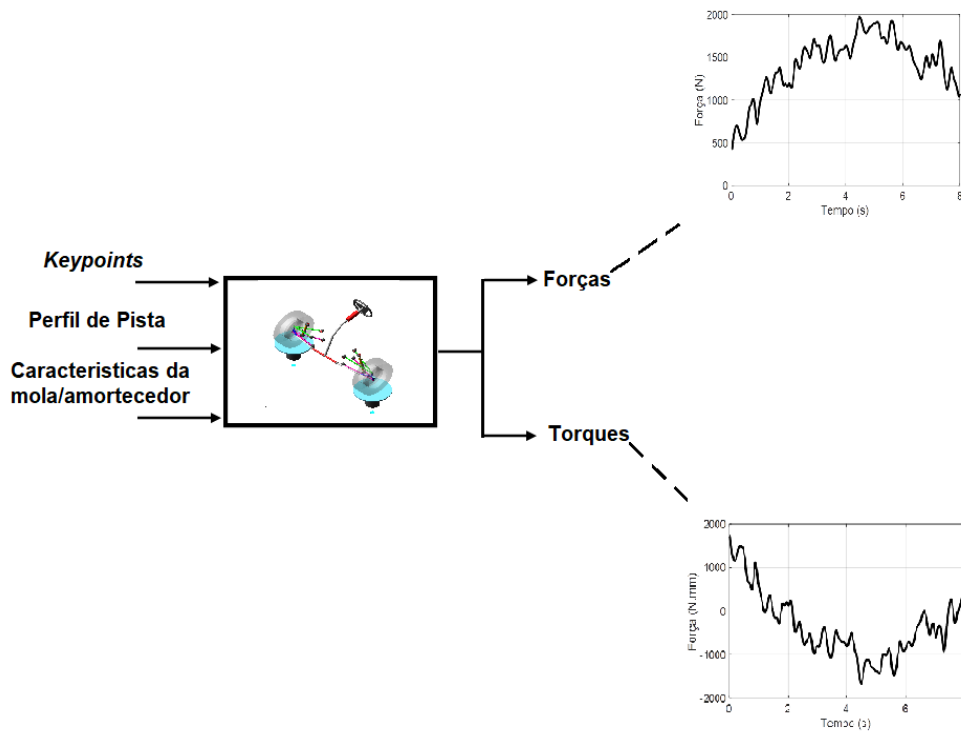 2000
1500
1000
500
0
Força (N)
0 2 4 6 8
Tempo (s)
Keypoints
Perfil de Pista
Caracteristicas da
mola/amortecedor
Forças
Torques
2000
1000
0
-1000
-2000
Força (N.mm)
0 2 4 6
Tempo (s)